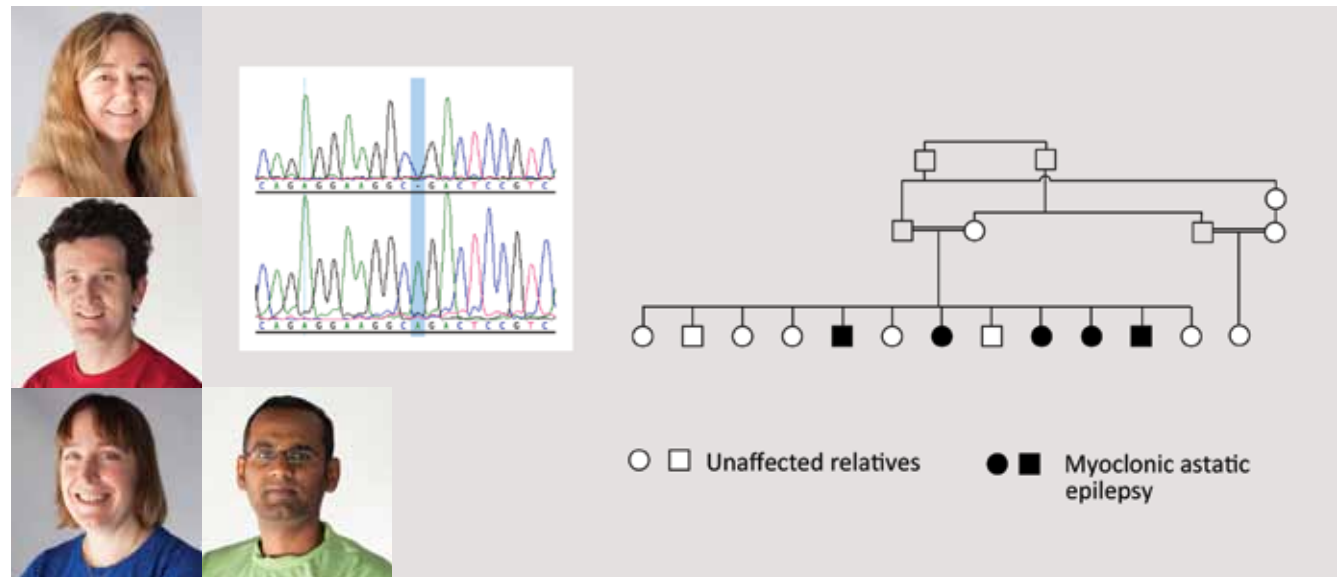 CAGAGGAAGGC-GACTCCGTC
CAGAGGAAGGCAGACTCCGTC
Unaffected relatives
Myoclonic astatic
epilepsy